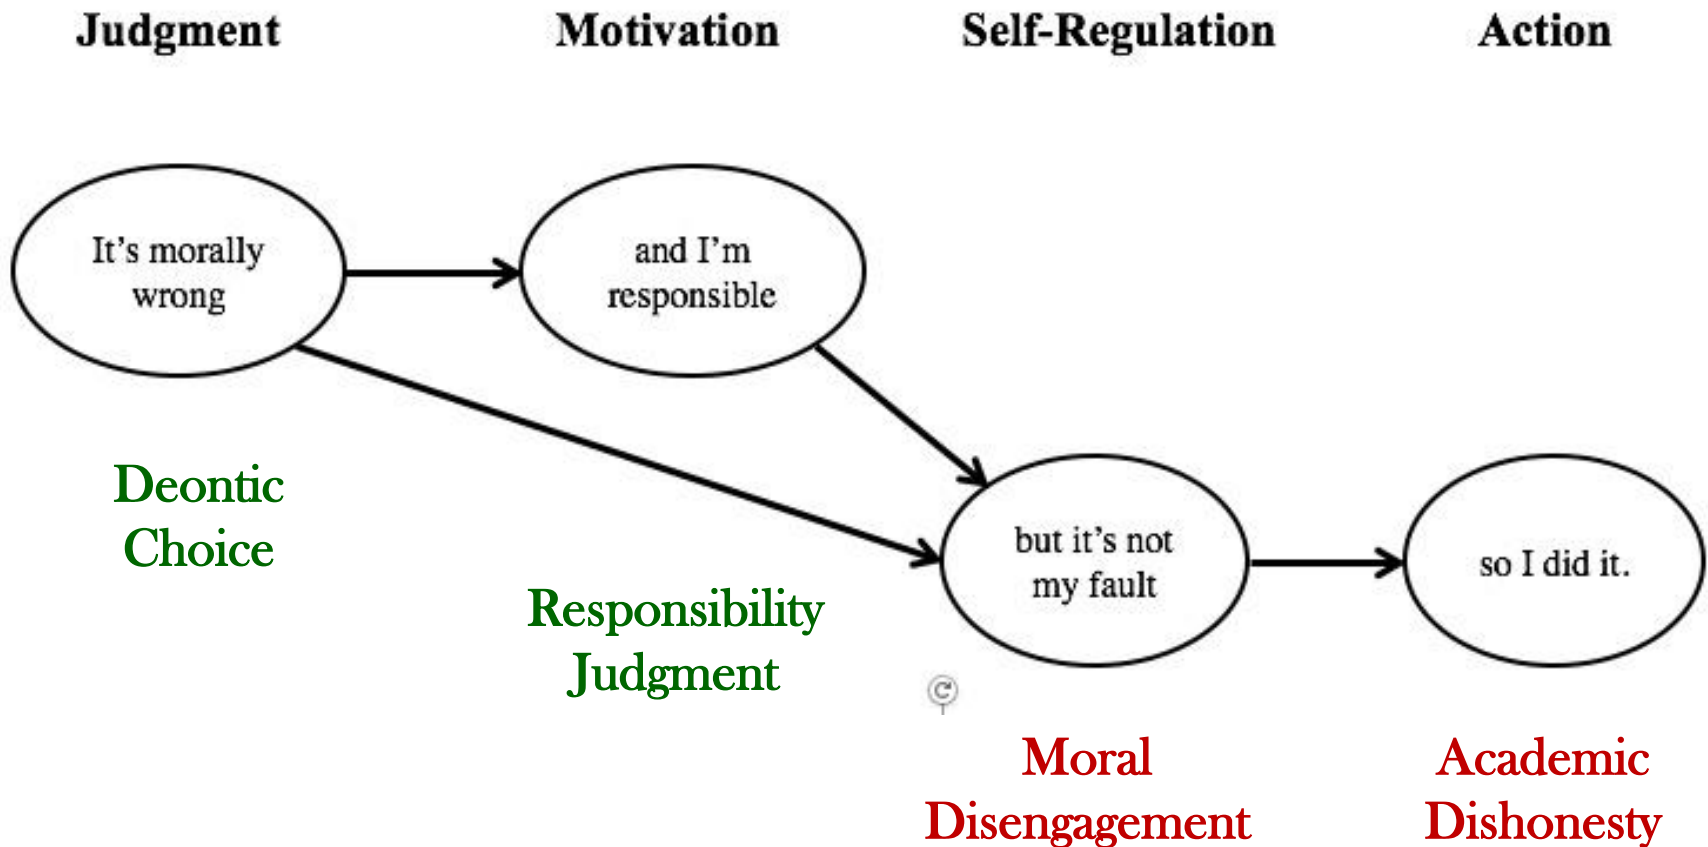 Judgment
Motivation
Self-Regulation
Action
It's morally
wrong
and I'm
responsible
but it's not
my fault
so I did it.
Deontic
Choice
Responsibility
Judgment
Moral
Disengagement
Academic
Dishonesty